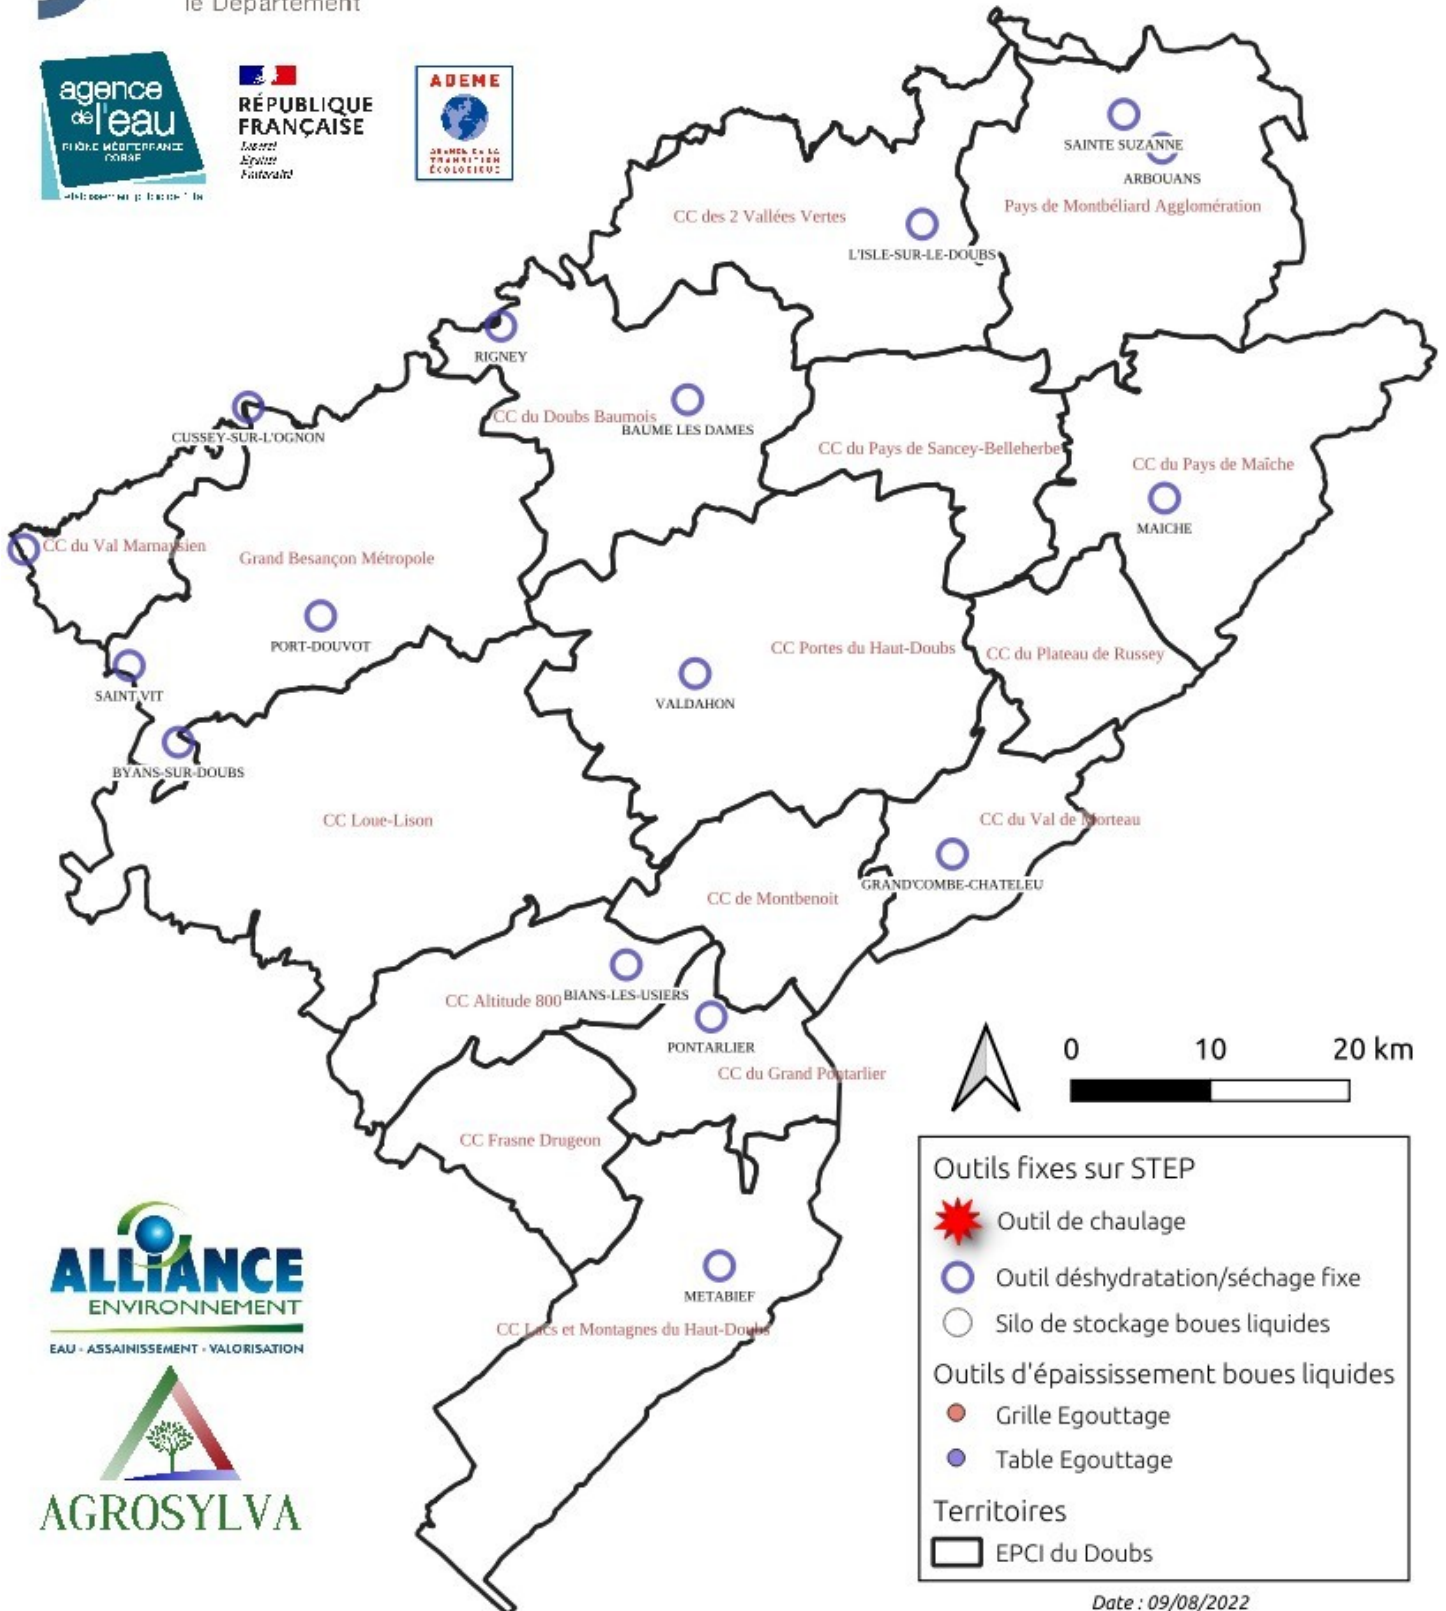 le Département
agence
de l'eau
RHÔNE MÉDITERRANÉE
CORSE
RÉPUBLIQUE
FRANÇAISE
Liberté
Égalité
Fraternité
ADEME
AGENCE DE LA
TRANSITION
ÉCOLOGIQUE
SAINTE SUZANNE
ARBOUANS
Pays de Montbéliard Agglomération
CC des 2 Vallées Vertes
L'ISLE-SUR-LE-DOUBS
RIGNEY
CC du Doubs Baumois
BAUME LES DAMES
CUSSEY-SUR-L'OGNON
CC du Pays de Sancey-Belleherbe
CC du Pays de Maîche
MAICHE
CC du Val Marnaysien
Grand Besançon Métropole
PORT-DOUVOT
CC Portes du Haut-Doubs
CC du Plateau de Russey
SAINT VIT
VALDAHON
BYANS-SUR-DOUBS
CC Loue-Lison
CC du Val de Morteau
GRAND'COMBE-CHATELEU
CC de Montbenoit
CC Altitude 800
BIANS-LES-USIERS
PONTARLIER
CC du Grand Pontarlier
CC Frasne Drugeon
METABIEF
CC Lacs et Montagnes du Haut-Doubs
0 10 20 km
Outils fixes sur STEP
Outil de chaulage
Outil déshydratation/séchage fixe
Silo de stockage boues liquides
Outils d'épaississement boues liquides
Grille Egouttage
Table Egouttage
Territoires
EPCI du Doubs
Date : 09/08/2022
ALLIANCE
ENVIRONNEMENT
EAU - ASSAINISSEMENT - VALORISATION
AGROSYLVA